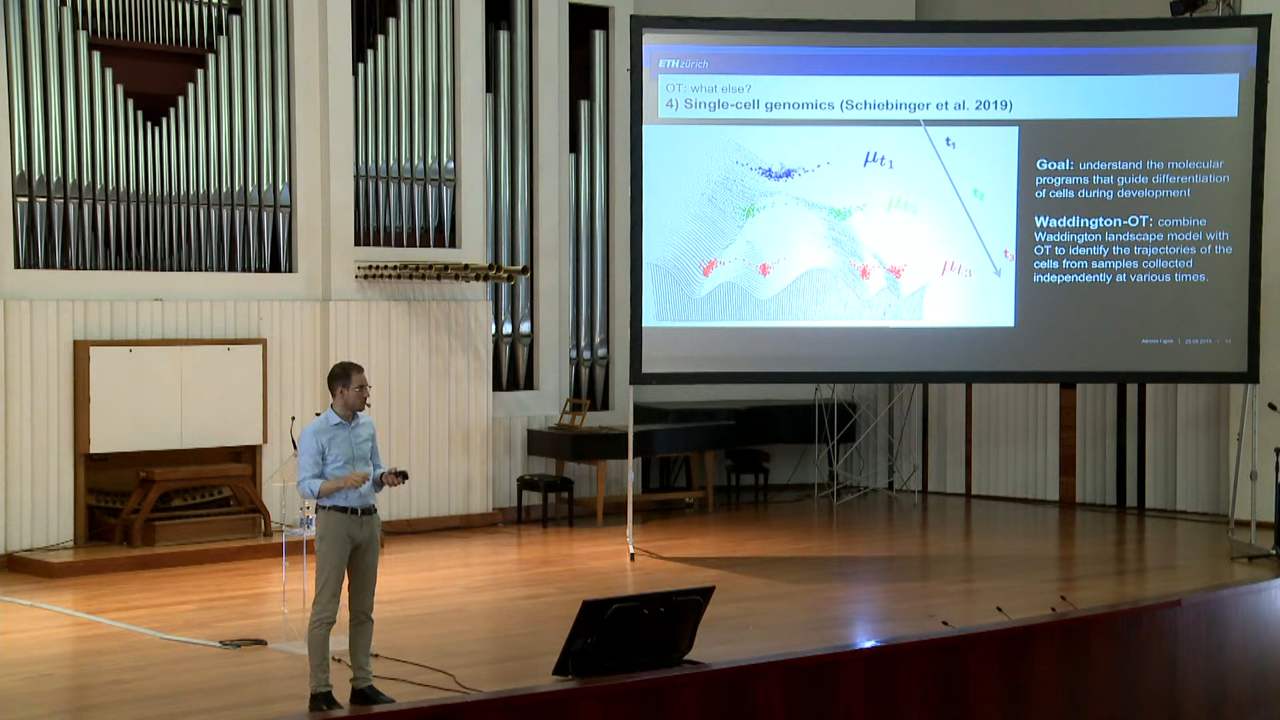 ETHzürich
OT: what else?
4) Single-cell genomics (Schiebinger et al. 2019)
μt₁
t₁
t₂
μt₃
t₃
Goal: understand the molecular
programs that guide differentiation
of cells during development
Waddington-OT: combine
Waddington landscape model with
OT to identify the trajectories of the
cells from samples collected
independently at various times.